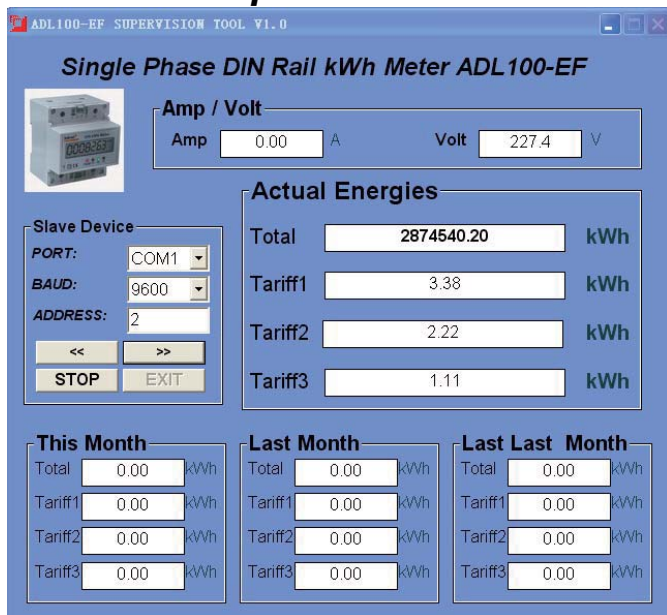 ADL100-EF SUPERVISION TOOL V1.0
Single Phase DIN Rail kWh Meter ADL100-EF
Amp / Volt
Amp 0.00 A Volt 227.4 V
Actual Energies
Total 2874540.20 kWh
Tariff1 3.38 kWh
Tariff2 2.22 kWh
Tariff3 1.11 kWh
Slave Device
PORT: COM1
BAUD: 9600
ADDRESS: 2
<< >>
STOP EXIT
This Month
Total 0.00 kWh
Tariff1 0.00 kWh
Tariff2 0.00 kWh
Tariff3 0.00 kWh
Last Month
Total 0.00 kWh
Tariff1 0.00 kWh
Tariff2 0.00 kWh
Tariff3 0.00 kWh
Last Last Month
Total 0.00 kWh
Tariff1 0.00 kWh
Tariff2 0.00 kWh
Tariff3 0.00 kWh